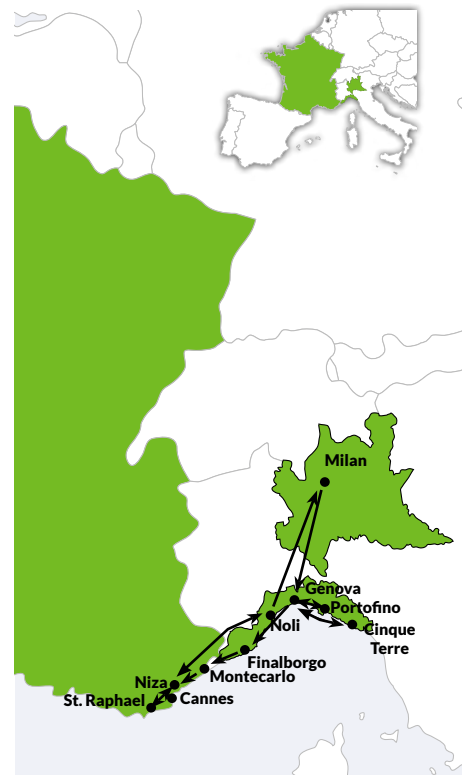 Milan
Genova
Portofino
Noli
Cinque
Terre
Finalborgo
Montecarlo
Niza
St. Raphael
Cannes